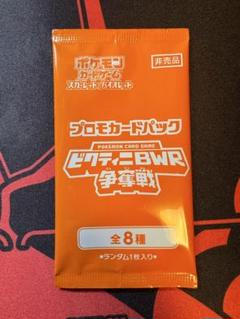 ポケモン
カードゲーム
スカーレット&バイオレット
非売品
プロモカードパック
POKÉMON CARD GAME
ビクティニBWR
争奪戦
全8種
*ランダム1枚入り*